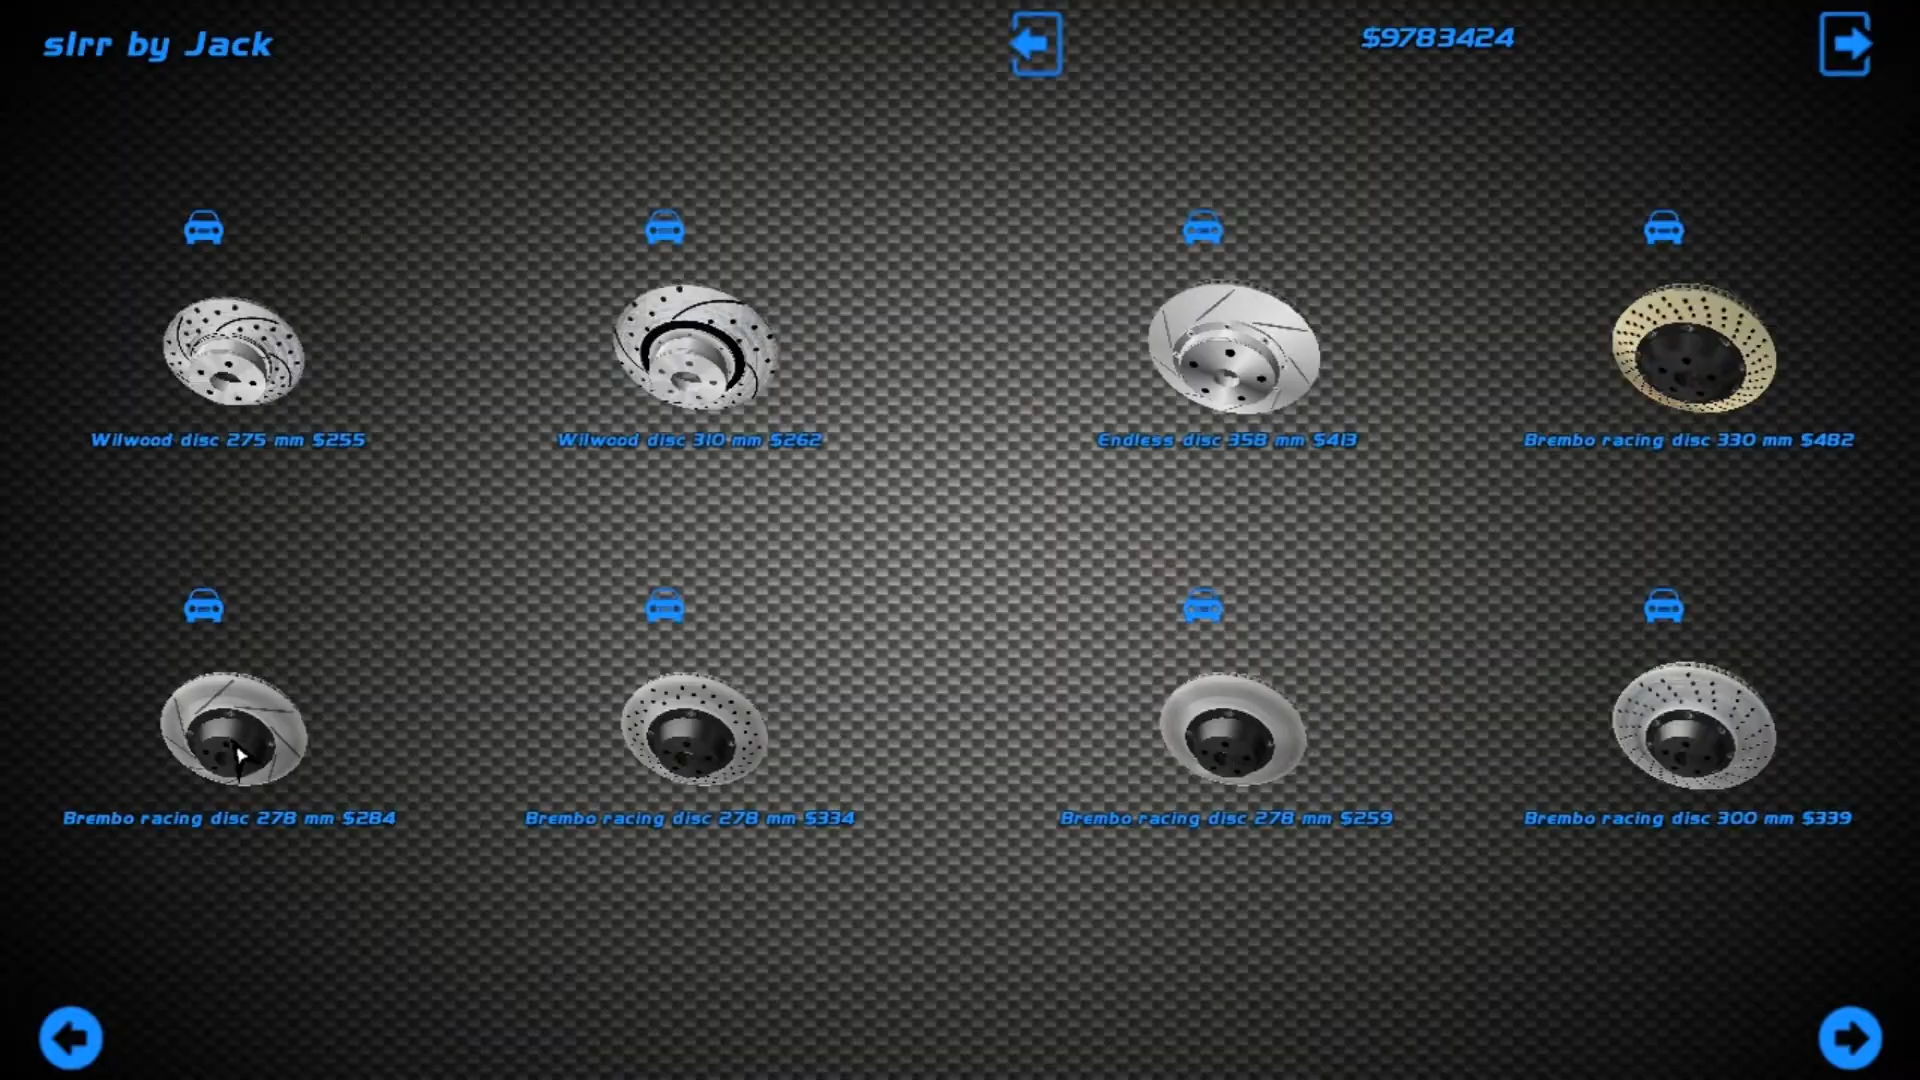 slrr by Jack
$9783424
Wilwood disc 275 mm $255
Wilwood disc 310 mm $262
Endless disc 358 mm $413
Brembo racing disc 330 mm $482
Brembo racing disc 278 mm $284
Brembo racing disc 278 mm $334
Brembo racing disc 278 mm $259
Brembo racing disc 300 mm $339